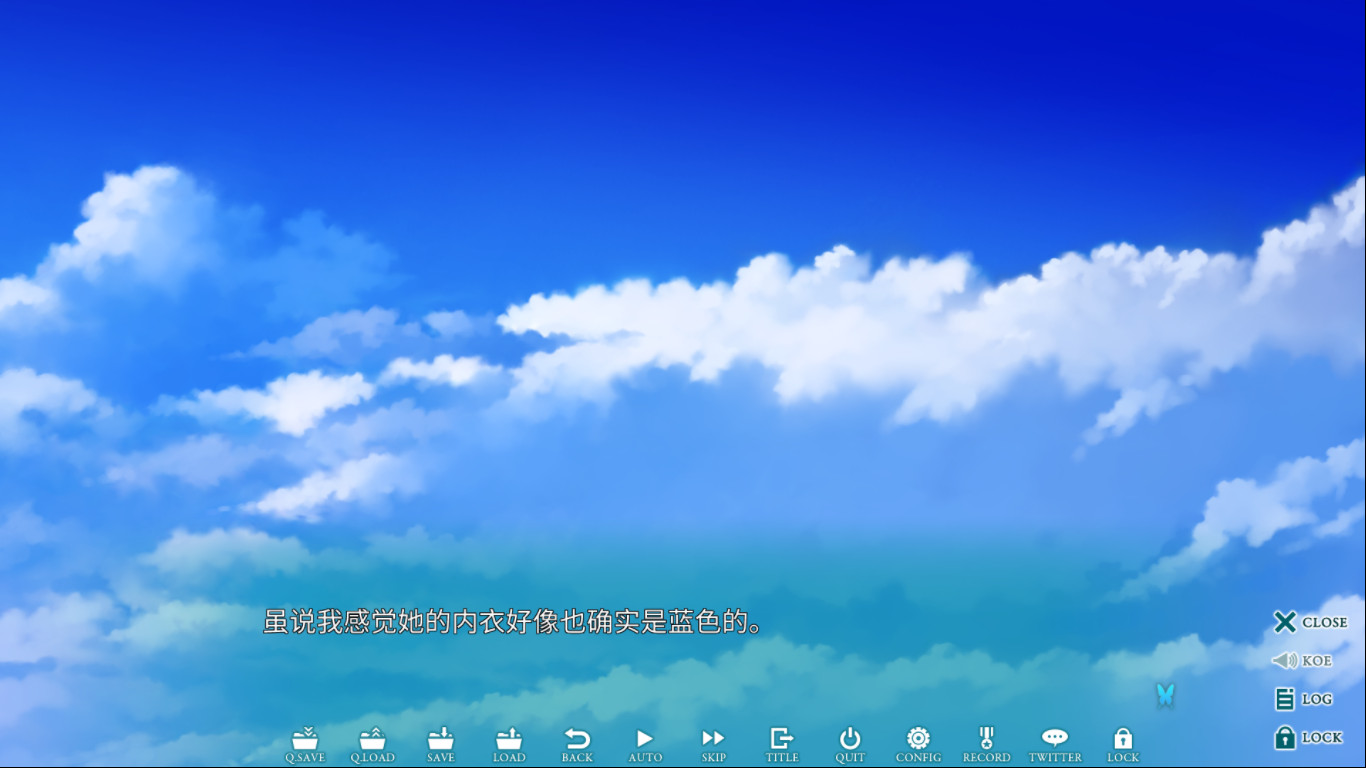 虽说我感觉她的内衣好像也确实是蓝色的。
CLOSE
KOE
LOG
LOCK
Q.SAVE Q.LOAD SAVE LOAD BACK AUTO SKIP TITLE QUIT CONFIG RECORD TWITTER LOCK